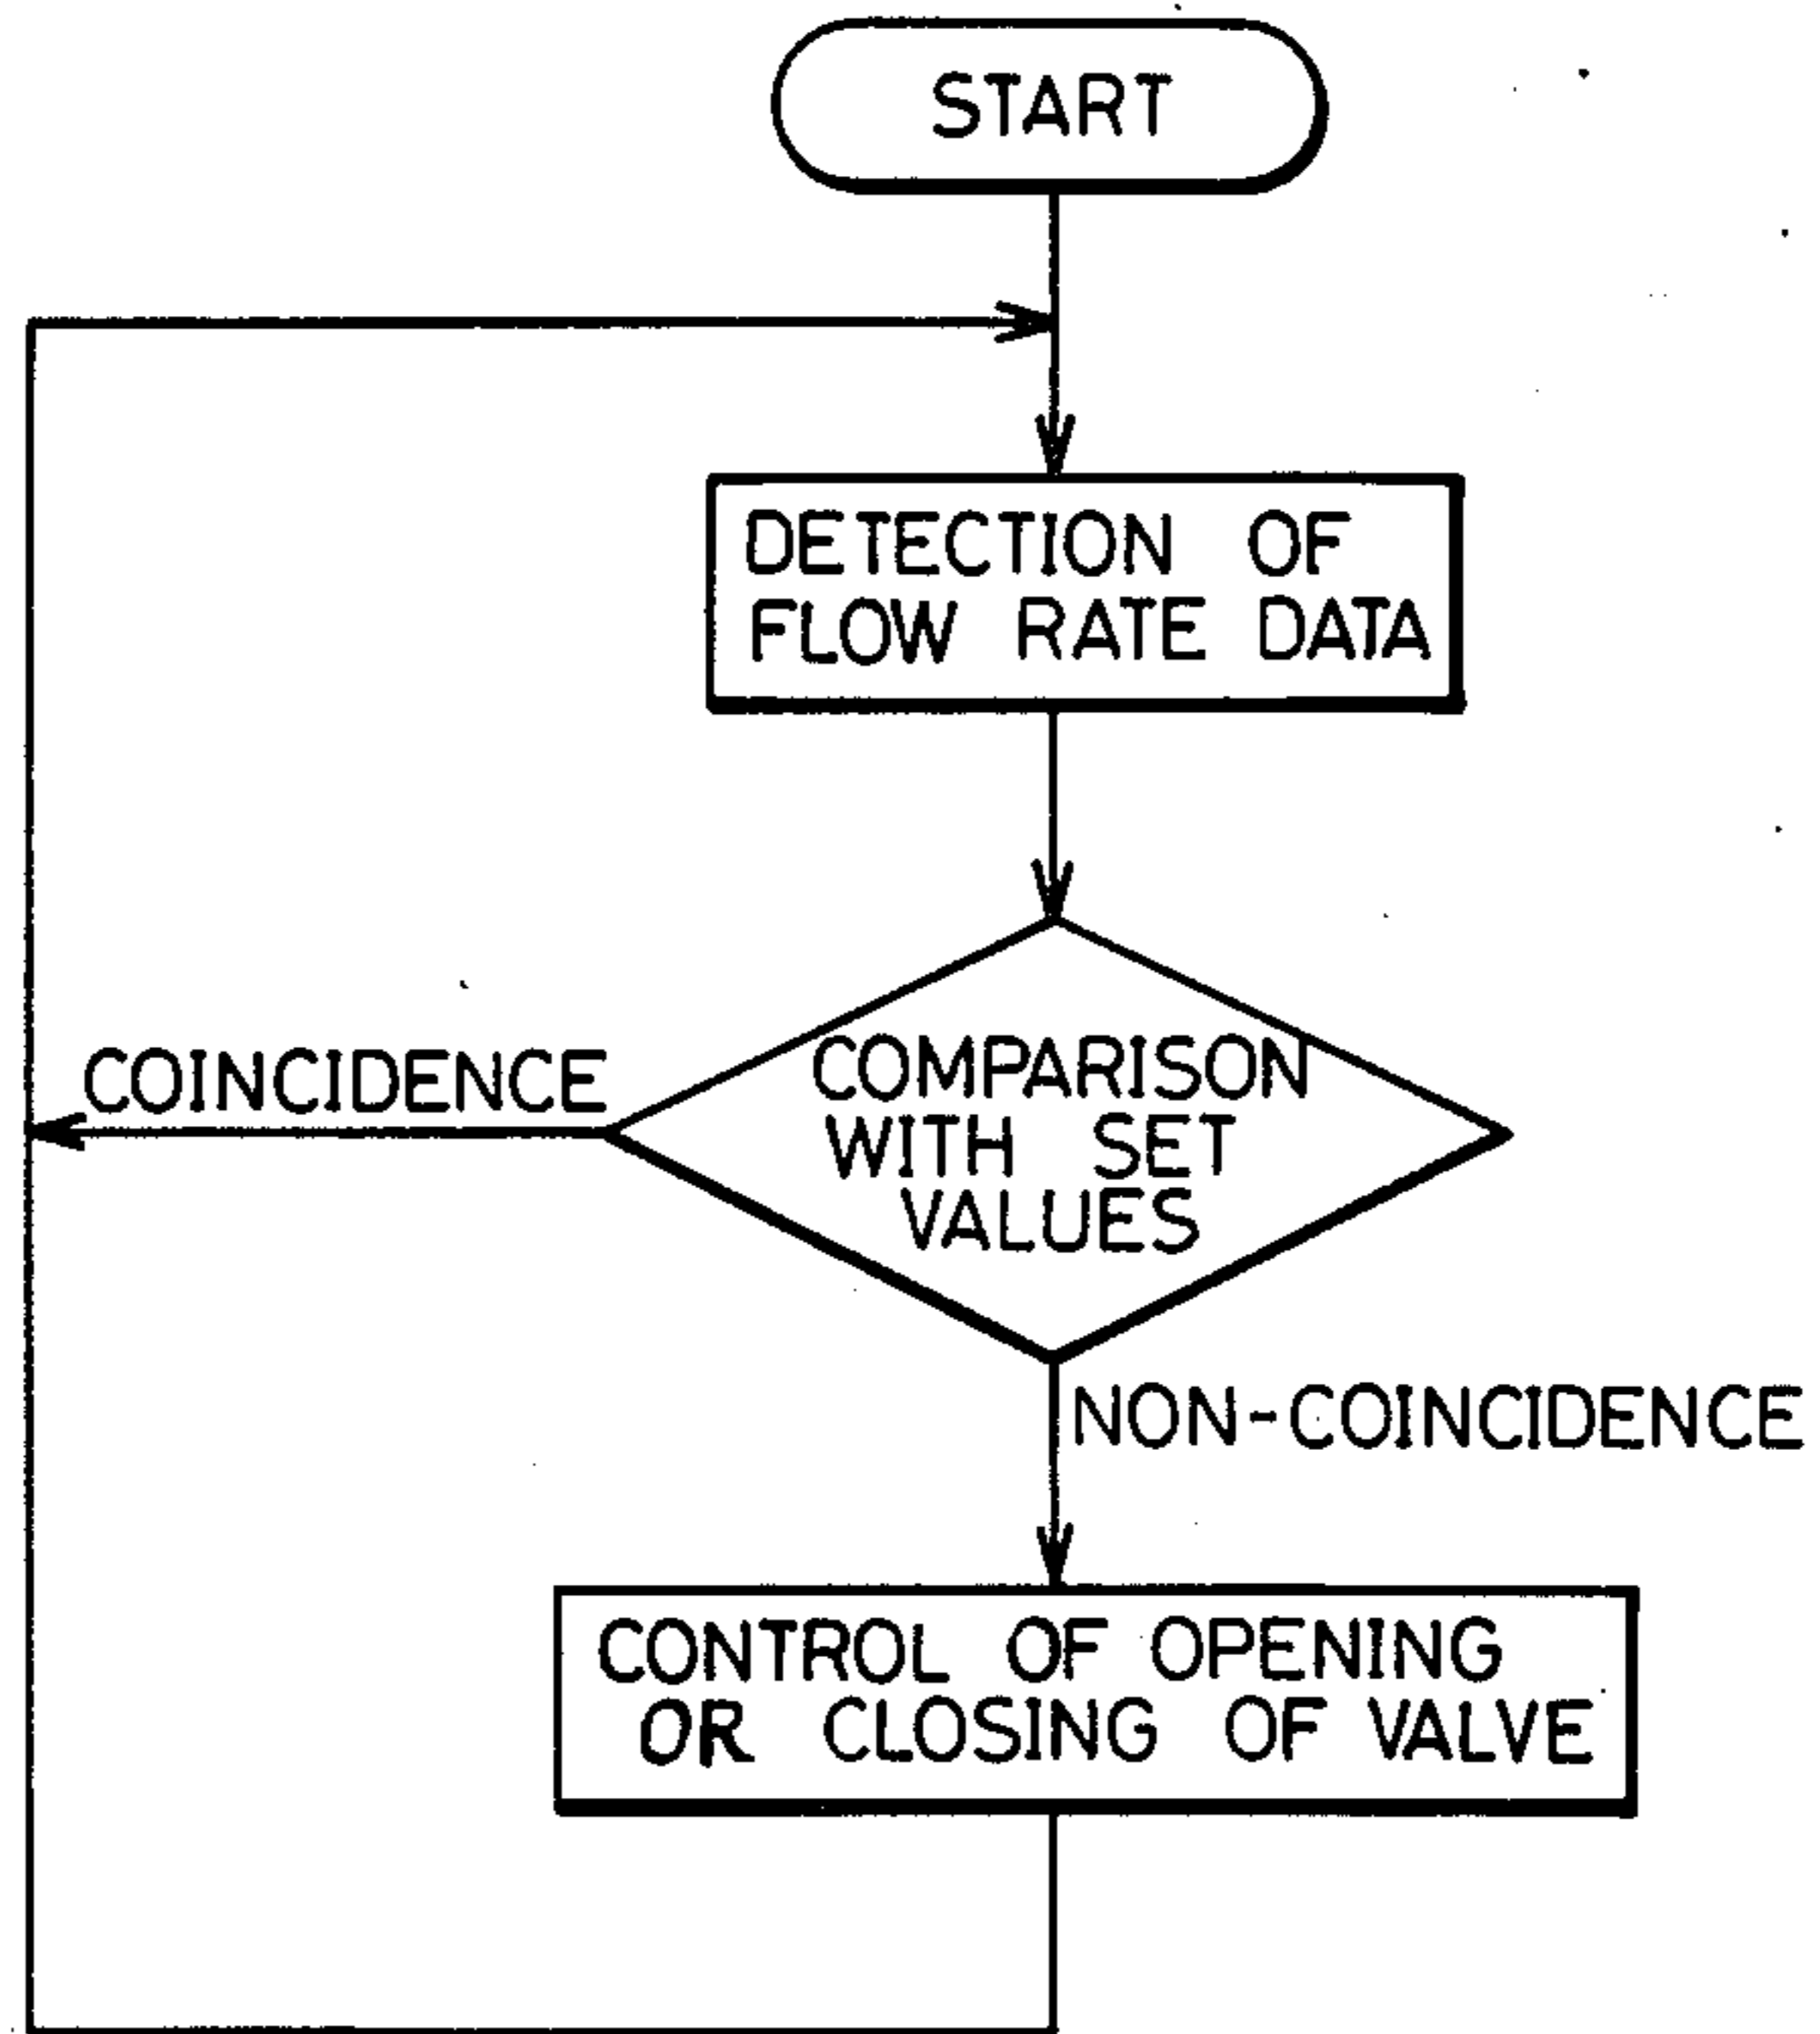 START
DETECTION OF
FLOW RATE DATA
COINCIDENCE
COMPARISON
WITH SET
VALUES
NON-COINCIDENCE
CONTROL OF OPENING
OR CLOSING OF VALVE